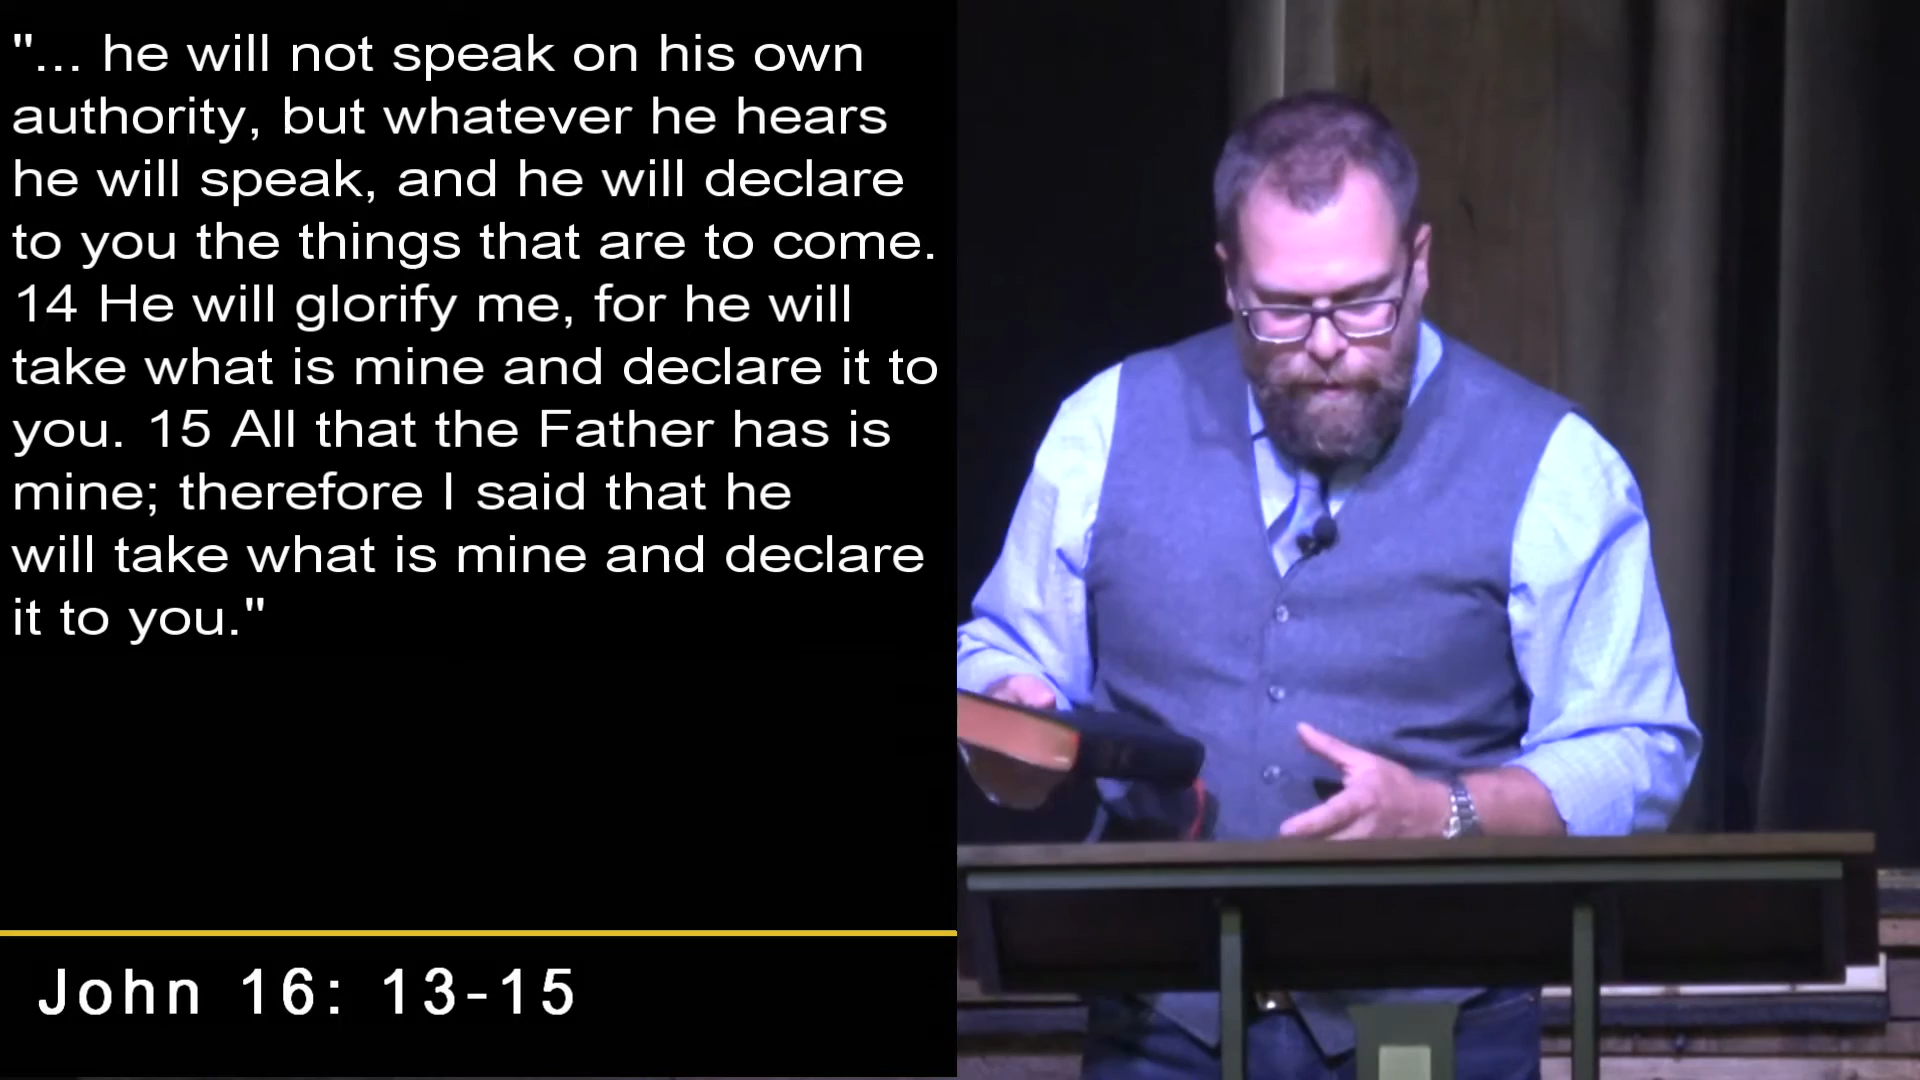 "... he will not speak on his own
authority, but whatever he hears
he will speak, and he will declare
to you the things that are to come.
14 He will glorify me, for he will
take what is mine and declare it to
you. 15 All that the Father has is
mine; therefore I said that he
will take what is mine and declare
it to you."
John 16: 13-15